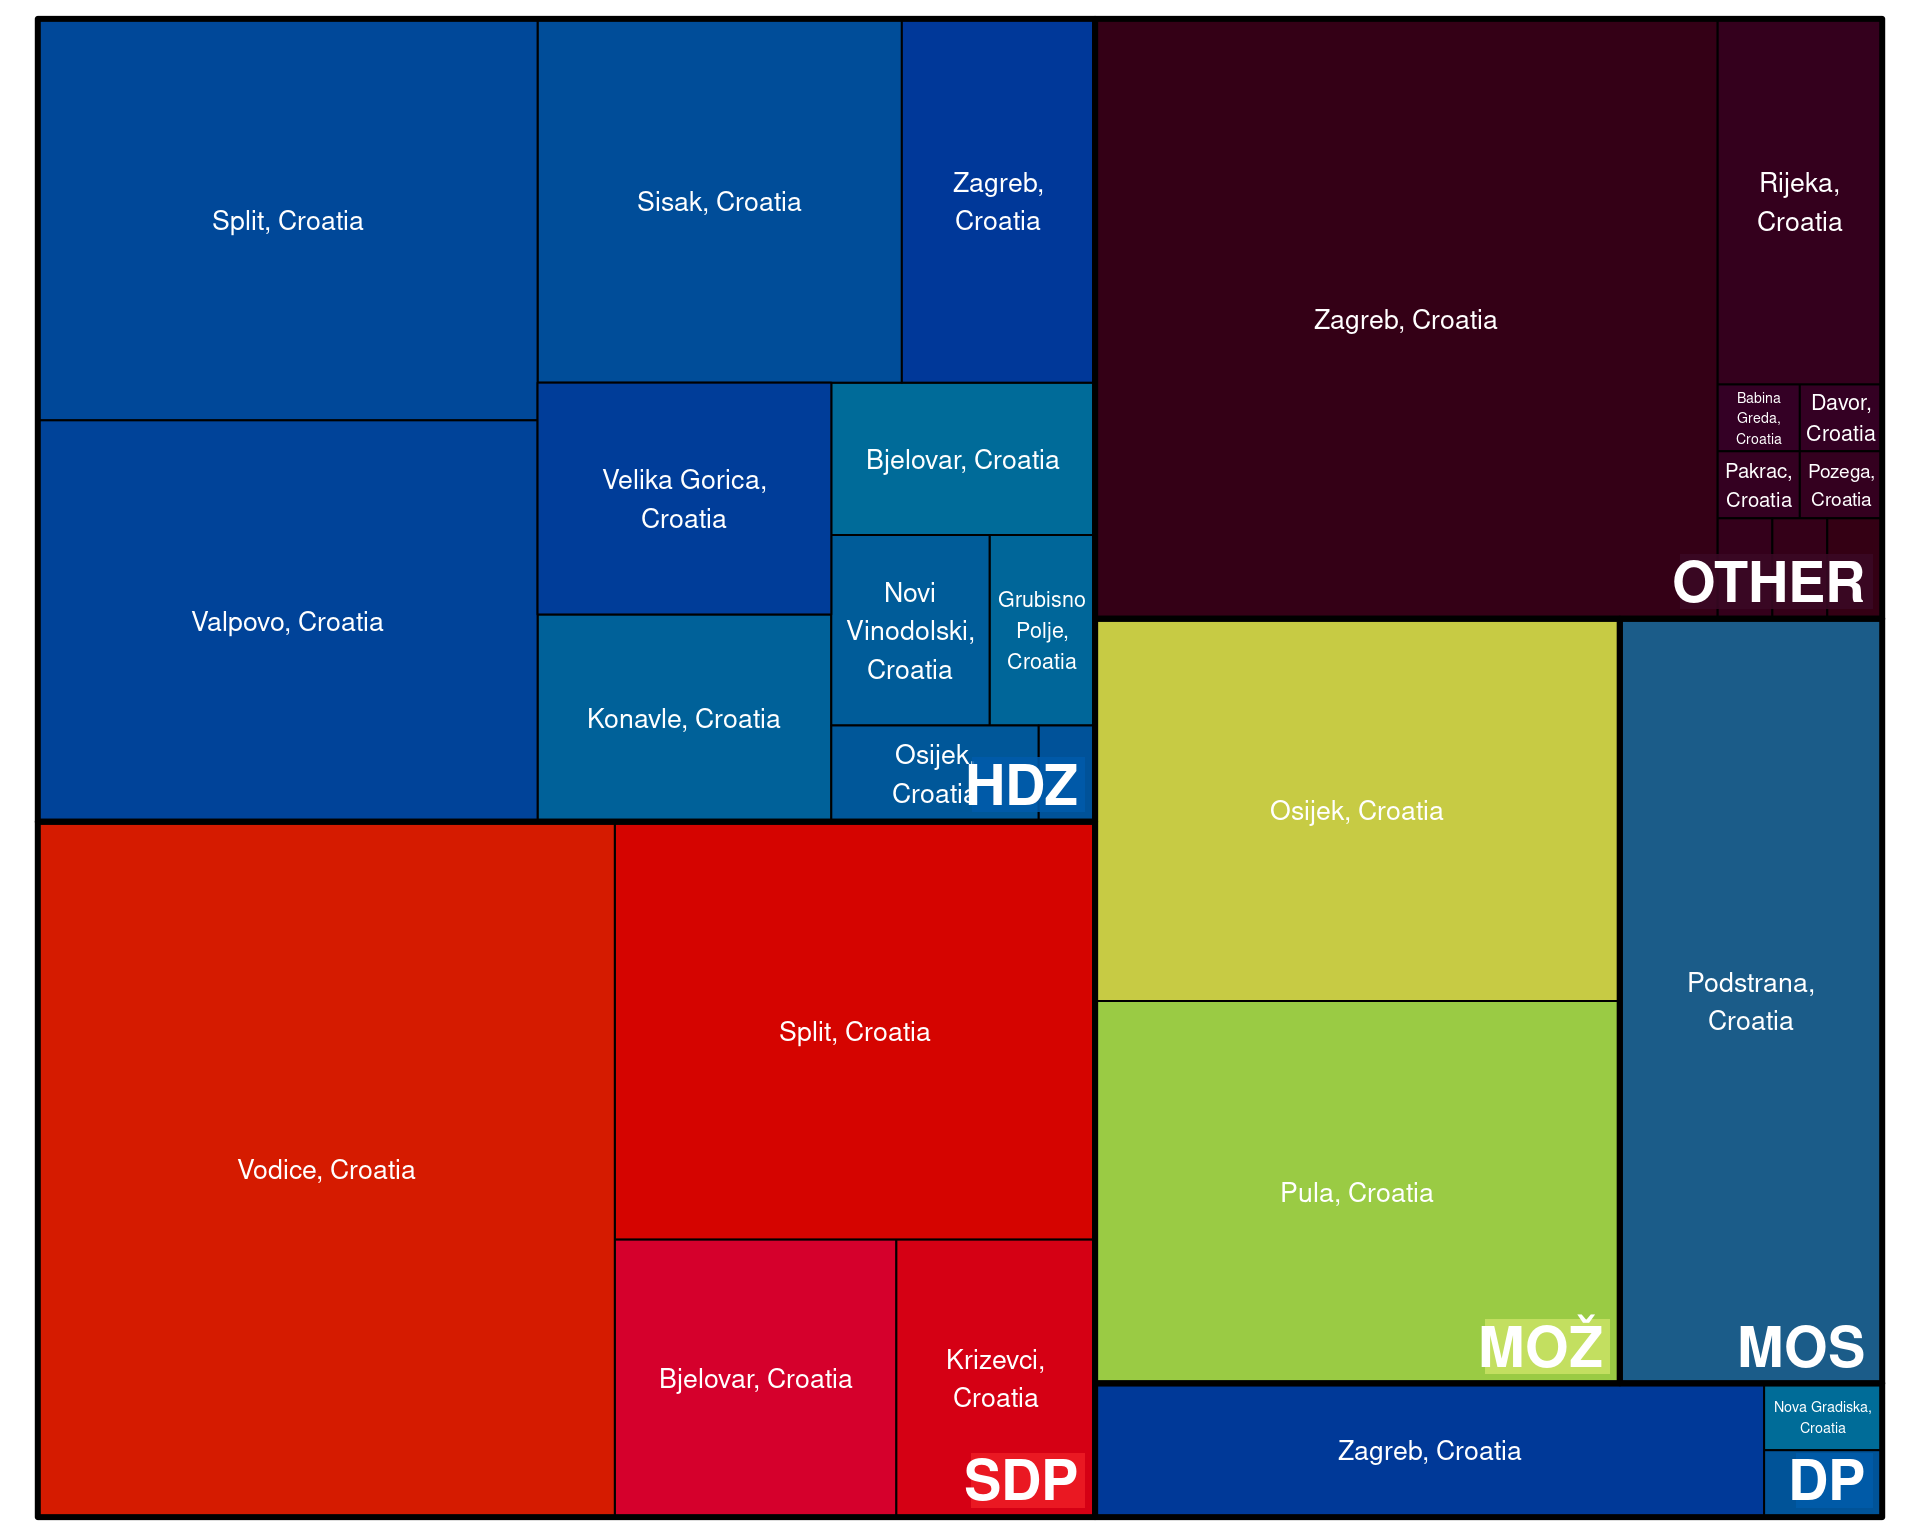 Split, Croatia
Sisak, Croatia
Zagreb,
Croatia
Valpovo, Croatia
Velika Gorica,
Croatia
Bjelovar, Croatia
Novi
Vinodolski,
Croatia
Grubisno
Polje,
Croatia
Konavle, Croatia
Osijek,
Croatia
HDZ
Vodice, Croatia
Split, Croatia
Bjelovar, Croatia
Krizevci,
Croatia
SDP
Zagreb, Croatia
Rijeka,
Croatia
Babina
Greda,
Croatia
Davor,
Croatia
Pakrac,
Croatia
Pozega,
Croatia
OTHER
Osijek, Croatia
Pula, Croatia
MOŽ
Podstrana,
Croatia
MOS
Zagreb, Croatia
Nova Gradiska,
Croatia
DP